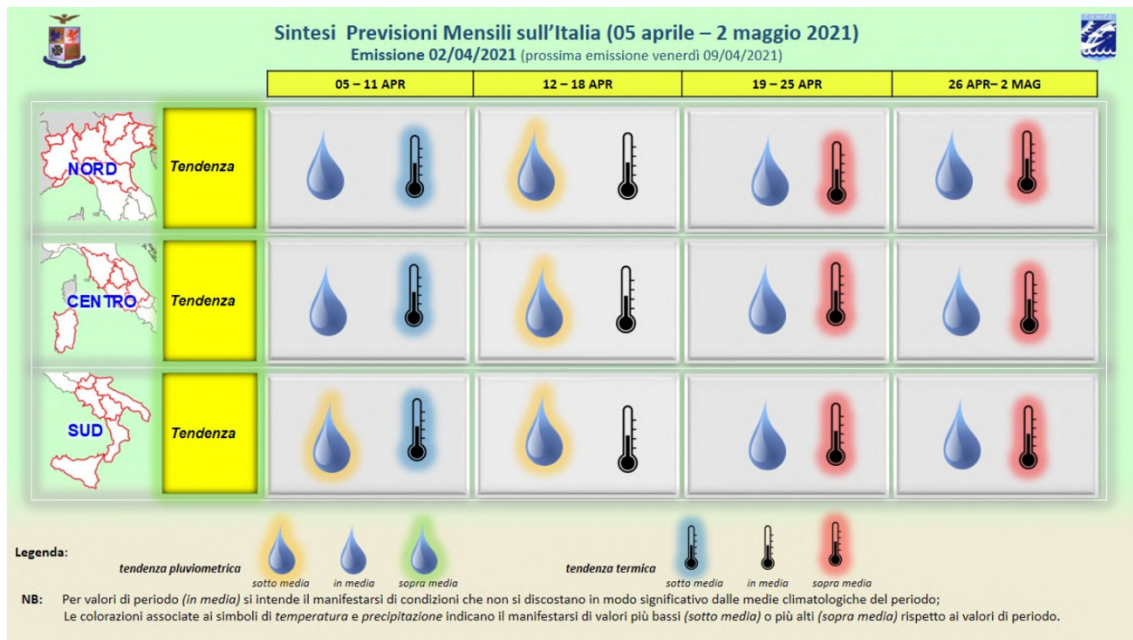 Sintesi Previsioni Mensili sull'Italia (05 aprile – 2 maggio 2021)
Emissione 02/04/2021 (prossima emissione venerdì 09/04/2021)
05 – 11 APR
12 – 18 APR
19 – 25 APR
26 APR– 2 MAG
NORD
Tendenza
CENTRO
Tendenza
SUD
Tendenza
Legenda:
tendenza pluviometrica
sotto media
in media
sopra media
tendenza termica
sotto media
in media
sopra media
NB: Per valori di periodo (in media) si intende il manifestarsi di condizioni che non si discostano in modo significativo dalle medie climatologiche del periodo;
Le colorazioni associate ai simboli di temperatura e precipitazione indicano il manifestarsi di valori più bassi (sotto media) o più alti (sopra media) rispetto ai valori di periodo.